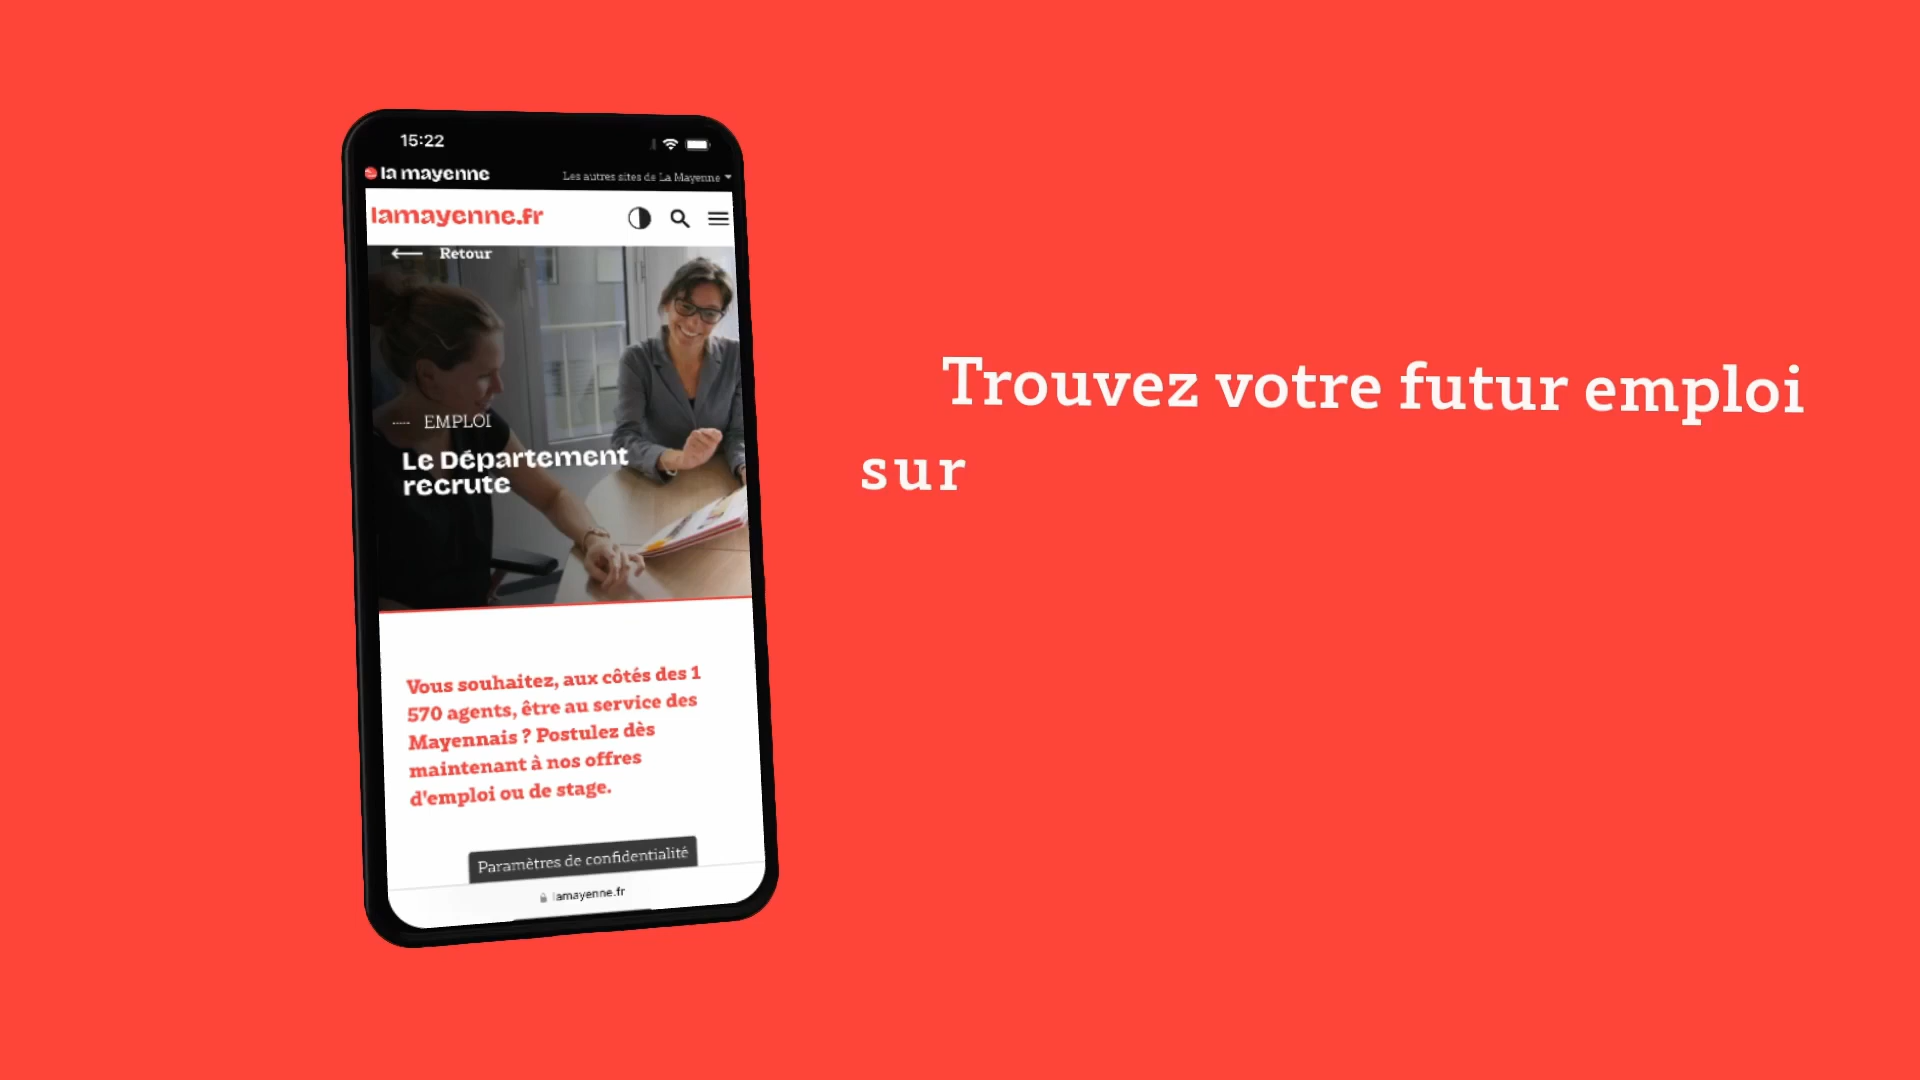 15:22
la mayenne
Les autres sites de La Mayenne
lamayenne.fr
Retour
EMPLOI
Le Département
recrute
Vous souhaitez, aux côtés des 1
570 agents, être au service des
Mayennais ? Postulez dès
maintenant à nos offres
d'emploi ou de stage.
Paramètres de confidentialité
lamayenne.fr
Trouvez votre futur emploi
sur